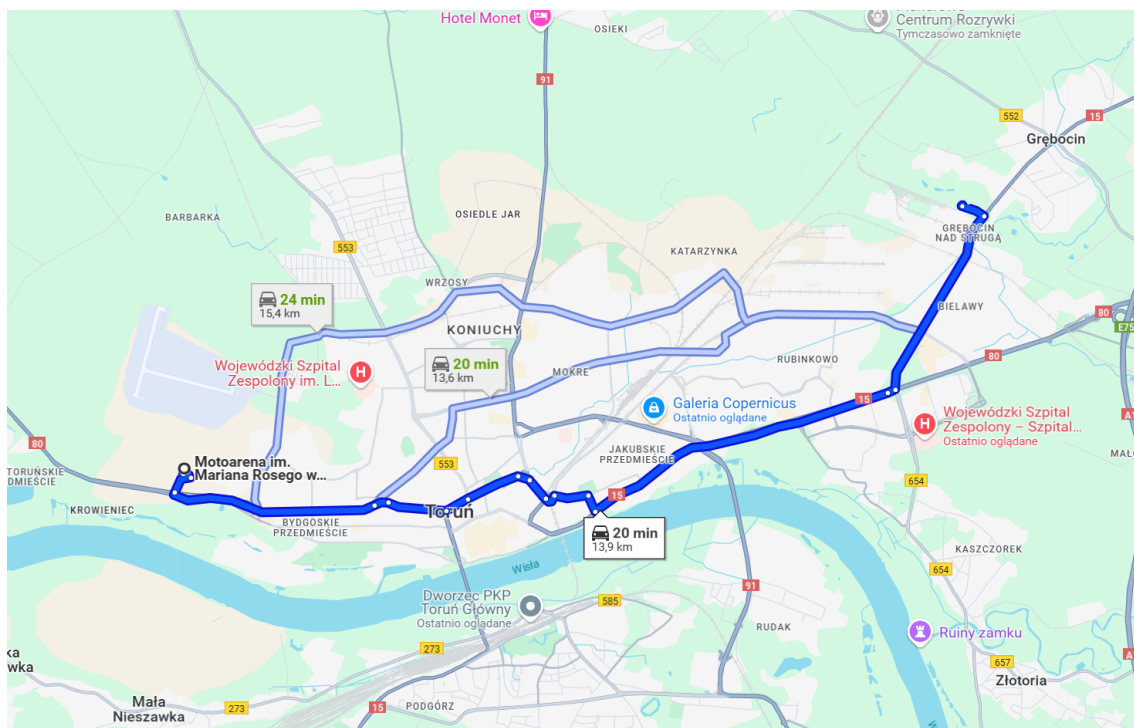 Hotel Monet
OSIEKI
Centrum Rozrywki
Tymczasowo zamknięte
91
552
15
Grębocin
BARBARKA
OSIEDLE JAR
GRĘBOCIN
NAD STRUGĄ
553
KATARZYNKA
WRZOSY
24 min
15,4 km
BIELAWY
80
E75
KONIUCHY
20 min
13,6 km
Wojewódzki Szpital
Zespolony im. L...
H
MOKRE
RUBINKOWO
80
15
Galeria Copernicus
Ostatnio oglądane
H
Wojewódzki Szpital
Zespolony – Szpital...
Ostatnio oglądane
80
JAKUBSKIE
PRZEDMIEŚCIE
553
Motoarena im.
Mariana Rosego w...
TORUŃSKIE
KROWIENIEC
15
654
Toruń
BYDGOSKIE
PRZEDMIEŚCIE
20 min
13,9 km
KASZCZOREK
654
Wisła
Dworzec PKP
Toruń Główny
Ostatnio oglądane
585
91
RUDAK
Ruiny zamku
273
657
Złotoria
Mała
Nieszawka
273
15
PODGÓRZ